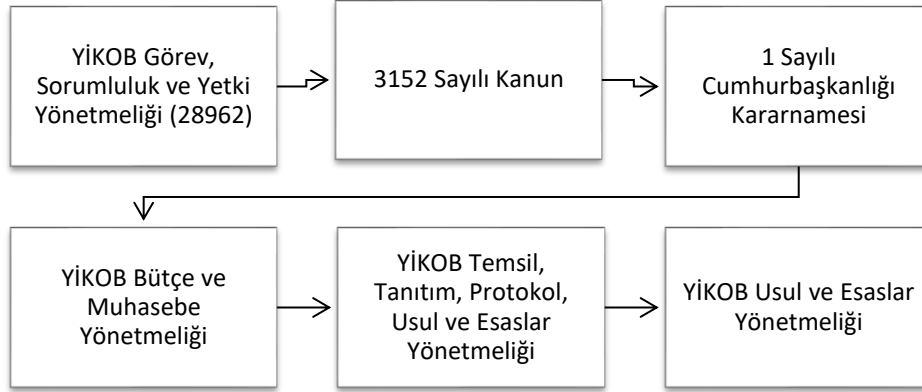 YİKOB Görev,
Sorumluluk ve Yetki
Yönetmeliği (28962)
3152 Sayılı Kanun
1 Sayılı
Cumhurbaşkanlığı
Kararnamesi
YİKOB Bütçe ve
Muhasebe
Yönetmeliği
YİKOB Temsil,
Tanıtım, Protokol,
Usul ve Esaslar
Yönetmeliği
YİKOB Usul ve Esaslar
Yönetmeliği